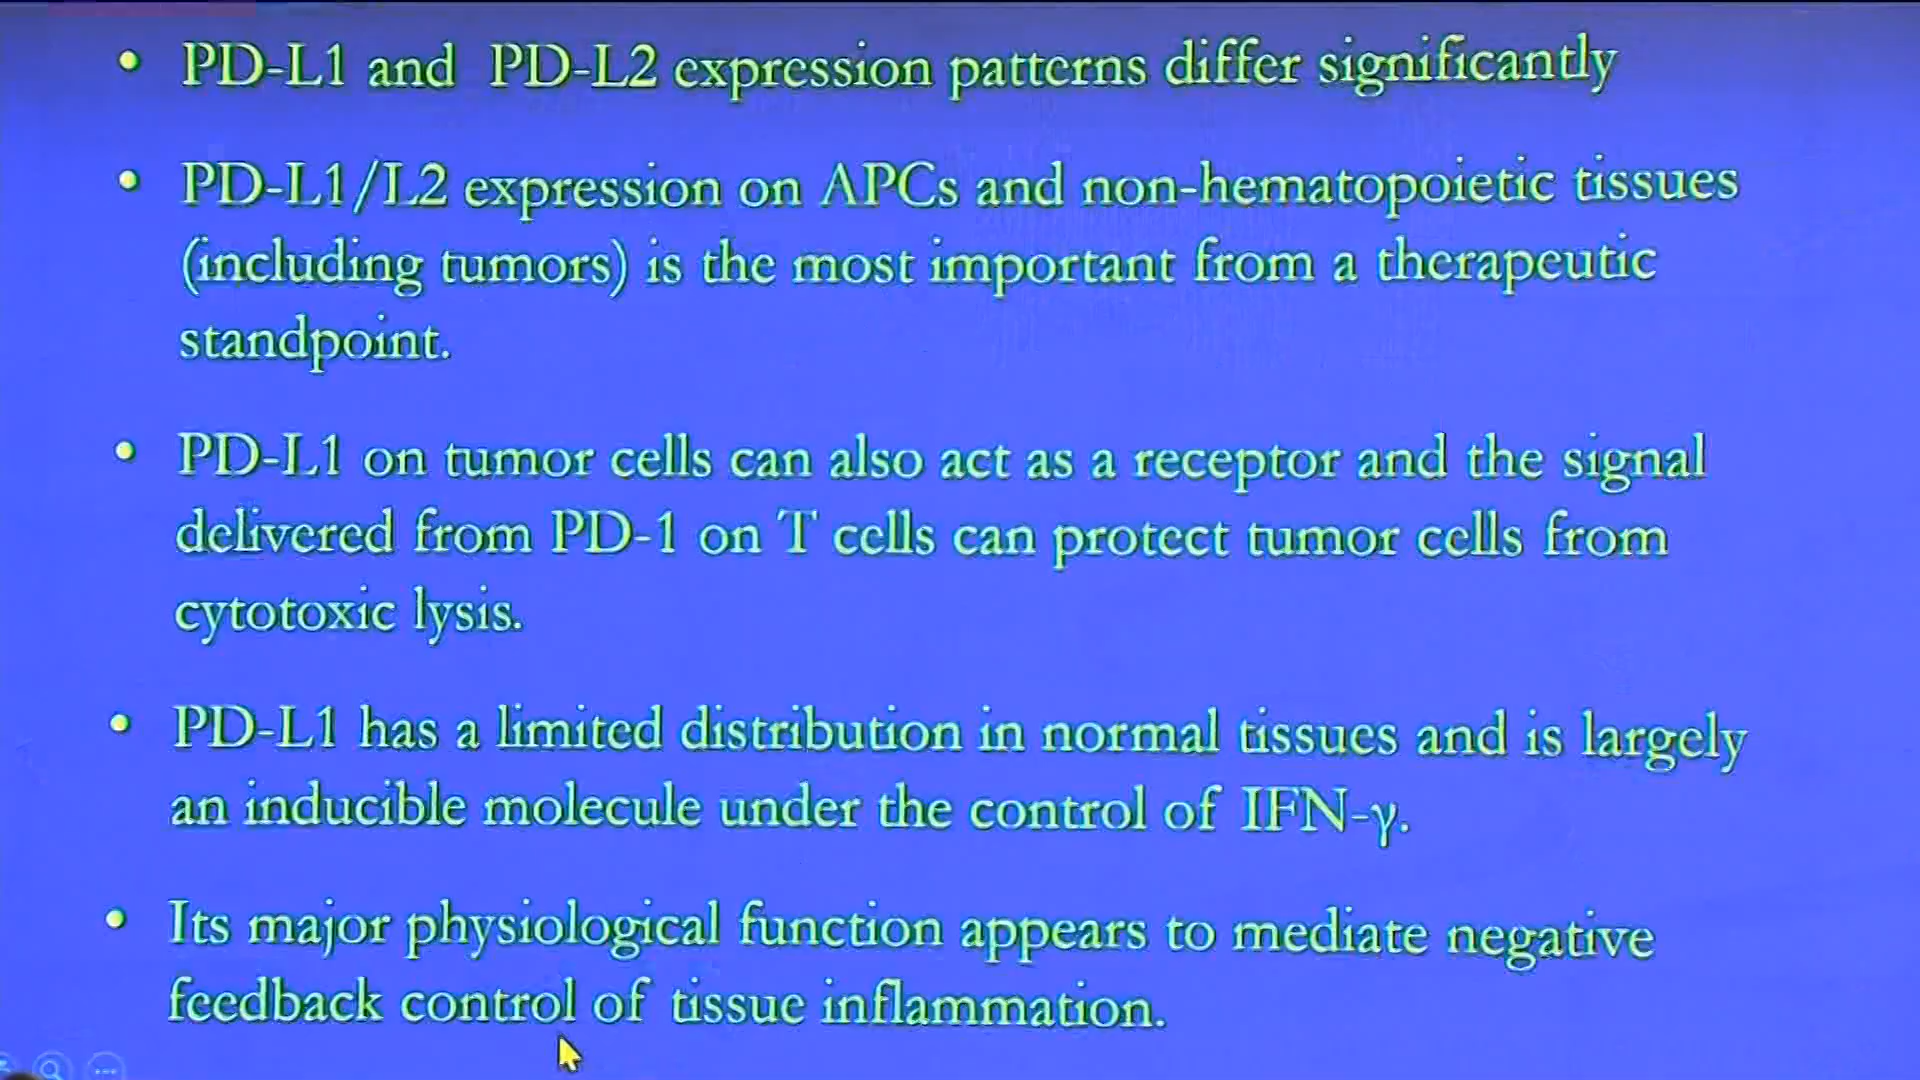 • PD-L1 and PD-L2 expression patterns differ significantly
• PD-L1/L2 expression on APCs and non-hematopoietic tissues
(including tumors) is the most important from a therapeutic
standpoint.
• PD-L1 on tumor cells can also act as a receptor and the signal
delivered from PD-1 on T cells can protect tumor cells from
cytotoxic lysis.
• PD-L1 has a limited distribution in normal tissues and is largely
an inducible molecule under the control of IFN-γ.
• Its major physiological function appears to mediate negative
feedback control of tissue inflammation.